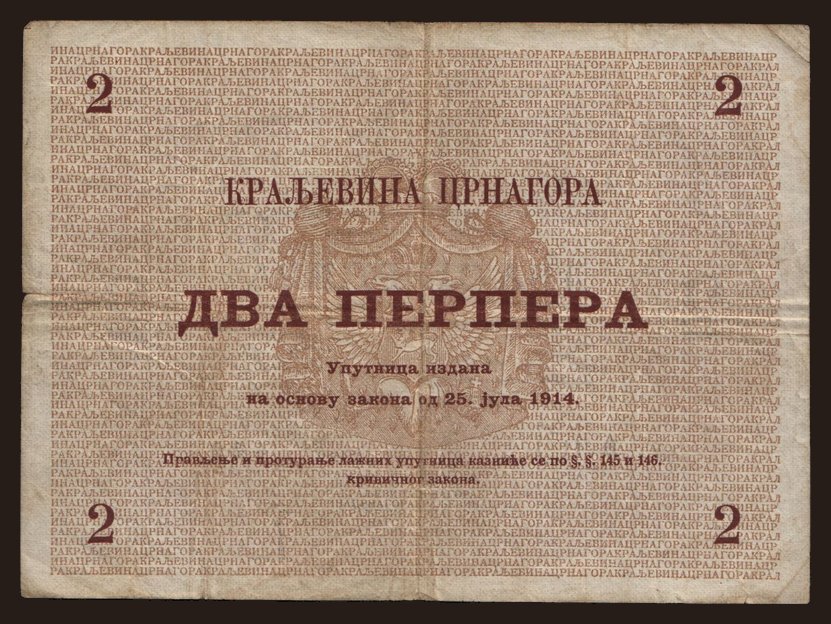 2 2
КРАЉЕВИНА ЦРНАГОРА
ДВА ПЕРПЕРА
Упутница издана
на основу закона од 25. јула 1914.
Прављење и протурање лажних упутница казниће се по §. §. 145 и 146.
кривичног закона.
2 2